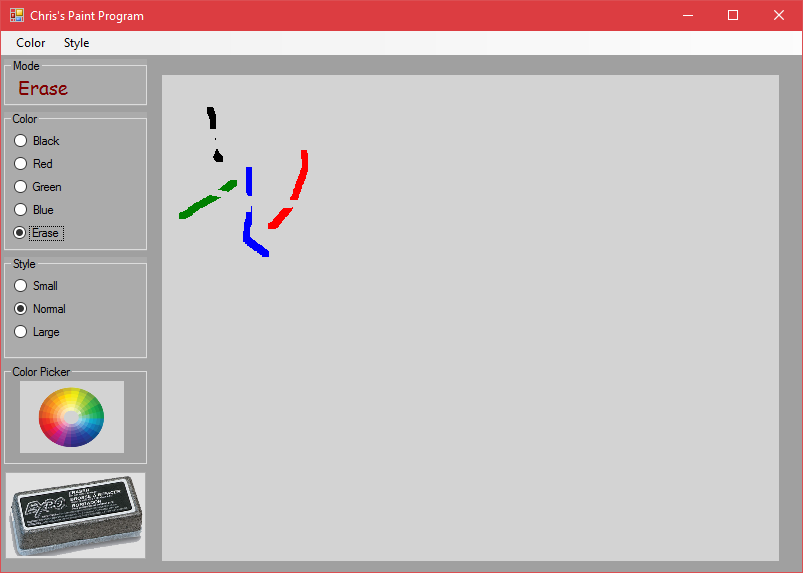 Chris's Paint Program
Color Style
Mode
Erase
Color
Black
Red
Green
Blue
Erase
Style
Small
Normal
Large
Color Picker
EXPO
ERASER